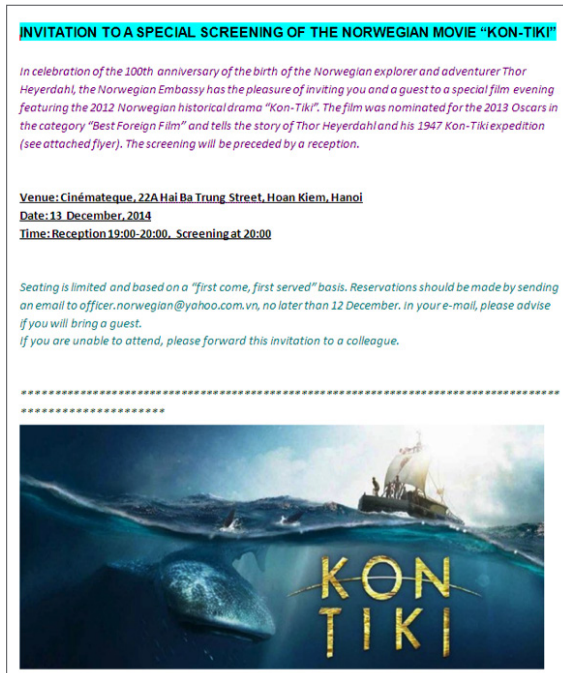 INVITATION TO A SPECIAL SCREENING OF THE NORWEGIAN MOVIE “KON-TIKI”
In celebration of the 100th anniversary of the birth of the Norwegian explorer and adventurer Thor
Heyerdahl, the Norwegian Embassy has the pleasure of inviting you and a guest to a special film evening
featuring the 2012 Norwegian historical drama “Kon-Tiki”. The film was nominated for the 2013 Oscars in
the category “Best Foreign Film” and tells the story of Thor Heyerdahl and his 1947 Kon-Tiki expedition
(see attached flyer). The screening will be preceded by a reception.
Venue: Cinémateque, 22A Hai Ba Trung Street, Hoan Kiem, Hanoi
Date: 13 December, 2014
Time: Reception 19:00-20:00, Screening at 20:00
Seating is limited and based on a “first come, first served” basis. Reservations should be made by sending
an email to officer.norwegian@yahoo.com.vn, no later than 12 December. In your e-mail, please advise
if you will bring a guest.
If you are unable to attend, please forward this invitation to a colleague.
*******************************************************************************
*********************
KON
TIKI